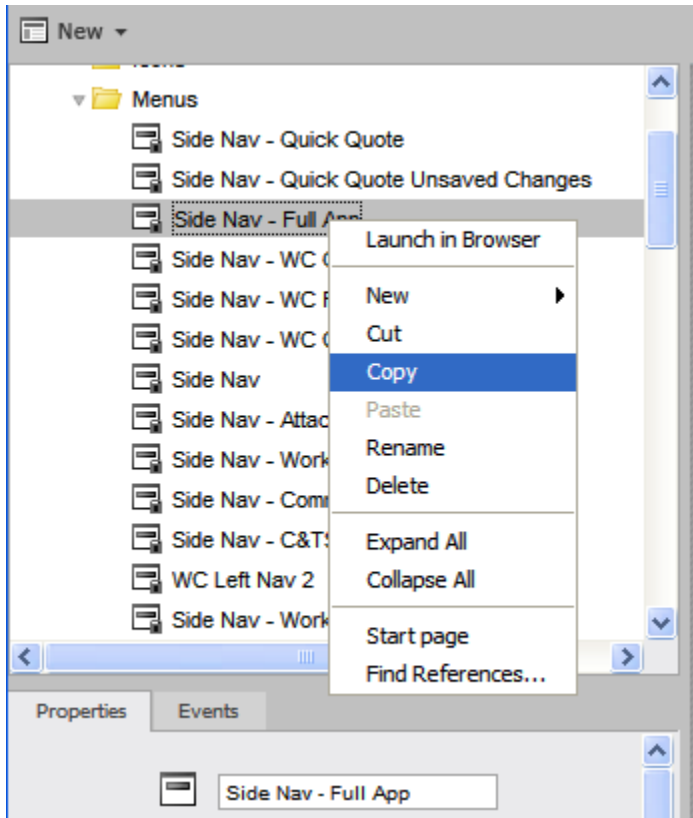 New
Menus
Side Nav - Quick Quote
Side Nav - Quick Quote Unsaved Changes
Side Nav - Full App
Launch in Browser
Side Nav - WC
New
Side Nav - WC
Cut
Side Nav - WC
Copy
Side Nav
Paste
Side Nav - Attac
Rename
Side Nav - Work
Delete
Side Nav - Com
Side Nav - C&TS
Expand All
WC Left Nav 2
Collapse All
Side Nav - Work
Start page
Find References...
Properties Events
Side Nav - Full App